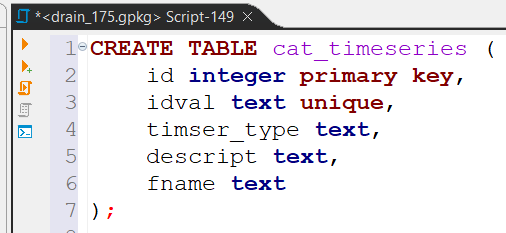 *<drain_175.gpkg> Script-149
1 CREATE TABLE cat_timeseries (
2     id integer primary key,
3     idval text unique,
4     timser_type text,
5     descript text,
6     fname text
7 );